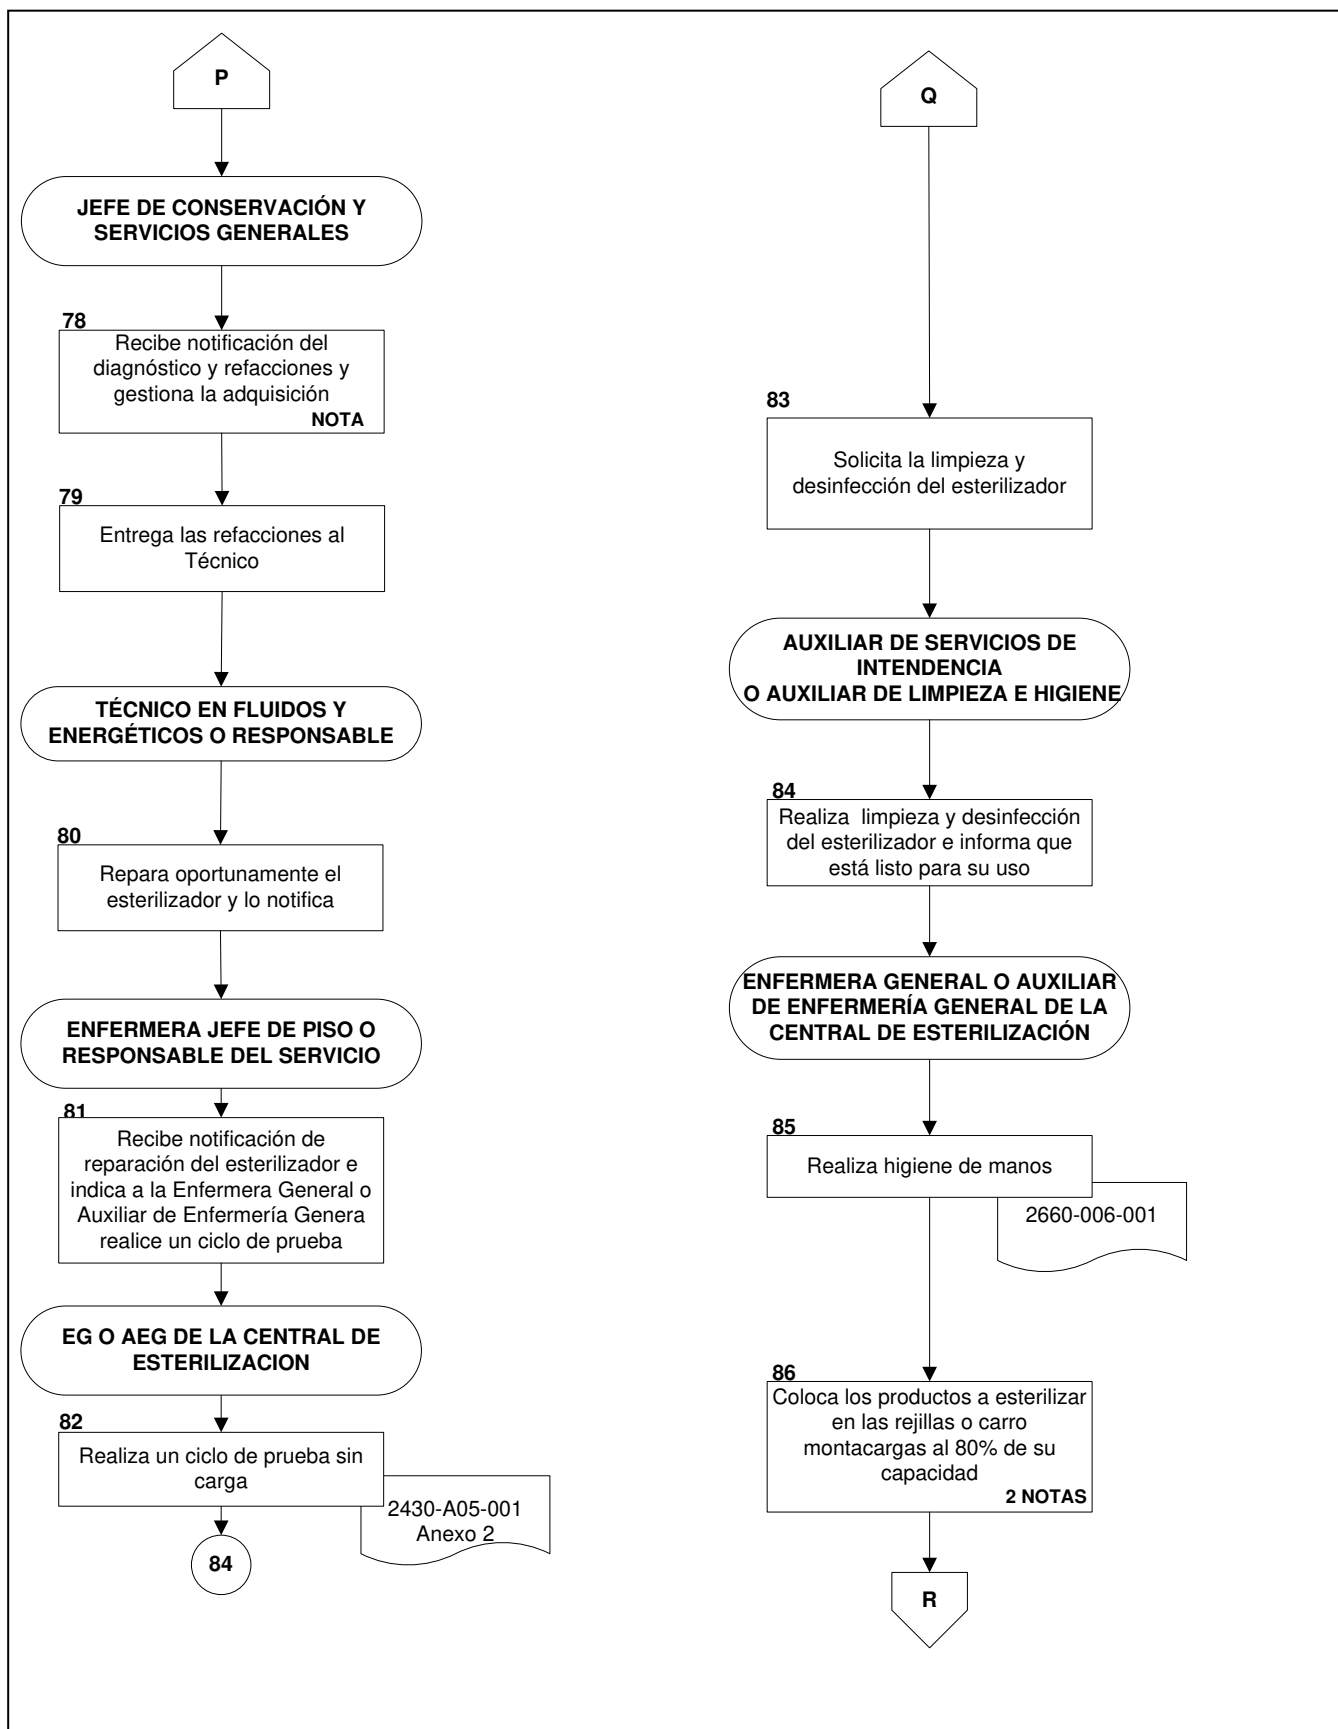 P
JEFE DE CONSERVACIÓN Y
SERVICIOS GENERALES
78
Recibe notificación del
diagnóstico y refacciones y
gestiona la adquisición
NOTA
79
Entrega las refacciones al
Técnico
TÉCNICO EN FLUIDOS Y
ENERGÉTICOS O RESPONSABLE
80
Repara oportunamente el
esterilizador y lo notifica
ENFERMERA JEFE DE PISO O
RESPONSABLE DEL SERVICIO
81
Recibe notificación de
reparación del esterilizador e
indica a la Enfermera General o
Auxiliar de Enfermería Genera
realice un ciclo de prueba
EG O AEG DE LA CENTRAL DE
ESTERILIZACION
82
Realiza un ciclo de prueba sin
carga
2430-A05-001
Anexo 2
84
Q
83
Solicita la limpieza y
desinfección del esterilizador
AUXILIAR DE SERVICIOS DE
INTENDENCIA
O AUXILIAR DE LIMPIEZA E HIGIENE
84
Realiza  limpieza y desinfección
del esterilizador e informa que
está listo para su uso
ENFERMERA GENERAL O AUXILIAR
DE ENFERMERÍA GENERAL DE LA
CENTRAL DE ESTERILIZACIÓN
85
Realiza higiene de manos
2660-006-001
86
Coloca los productos a esterilizar
en las rejillas o carro
montacargas al 80% de su
capacidad
2 NOTAS
R